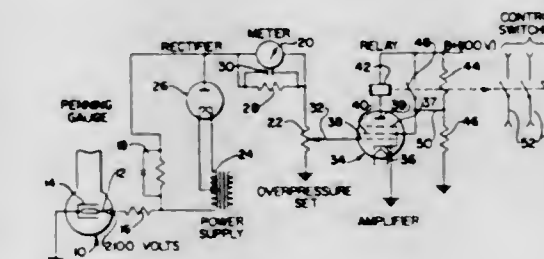 CONTROL
SWITCHES
METER
RECTIFIER
RELAY
B+(100 V)
PENNING
GAUGE
OVERPRESSURE
SET
POWER
SUPPLY
AMPLIFIER
2100 VOLTS
20
48
42
44
30
26
28
40
39
37
32
38
22
18
12
14
24
34
36
50
46
52
16
10